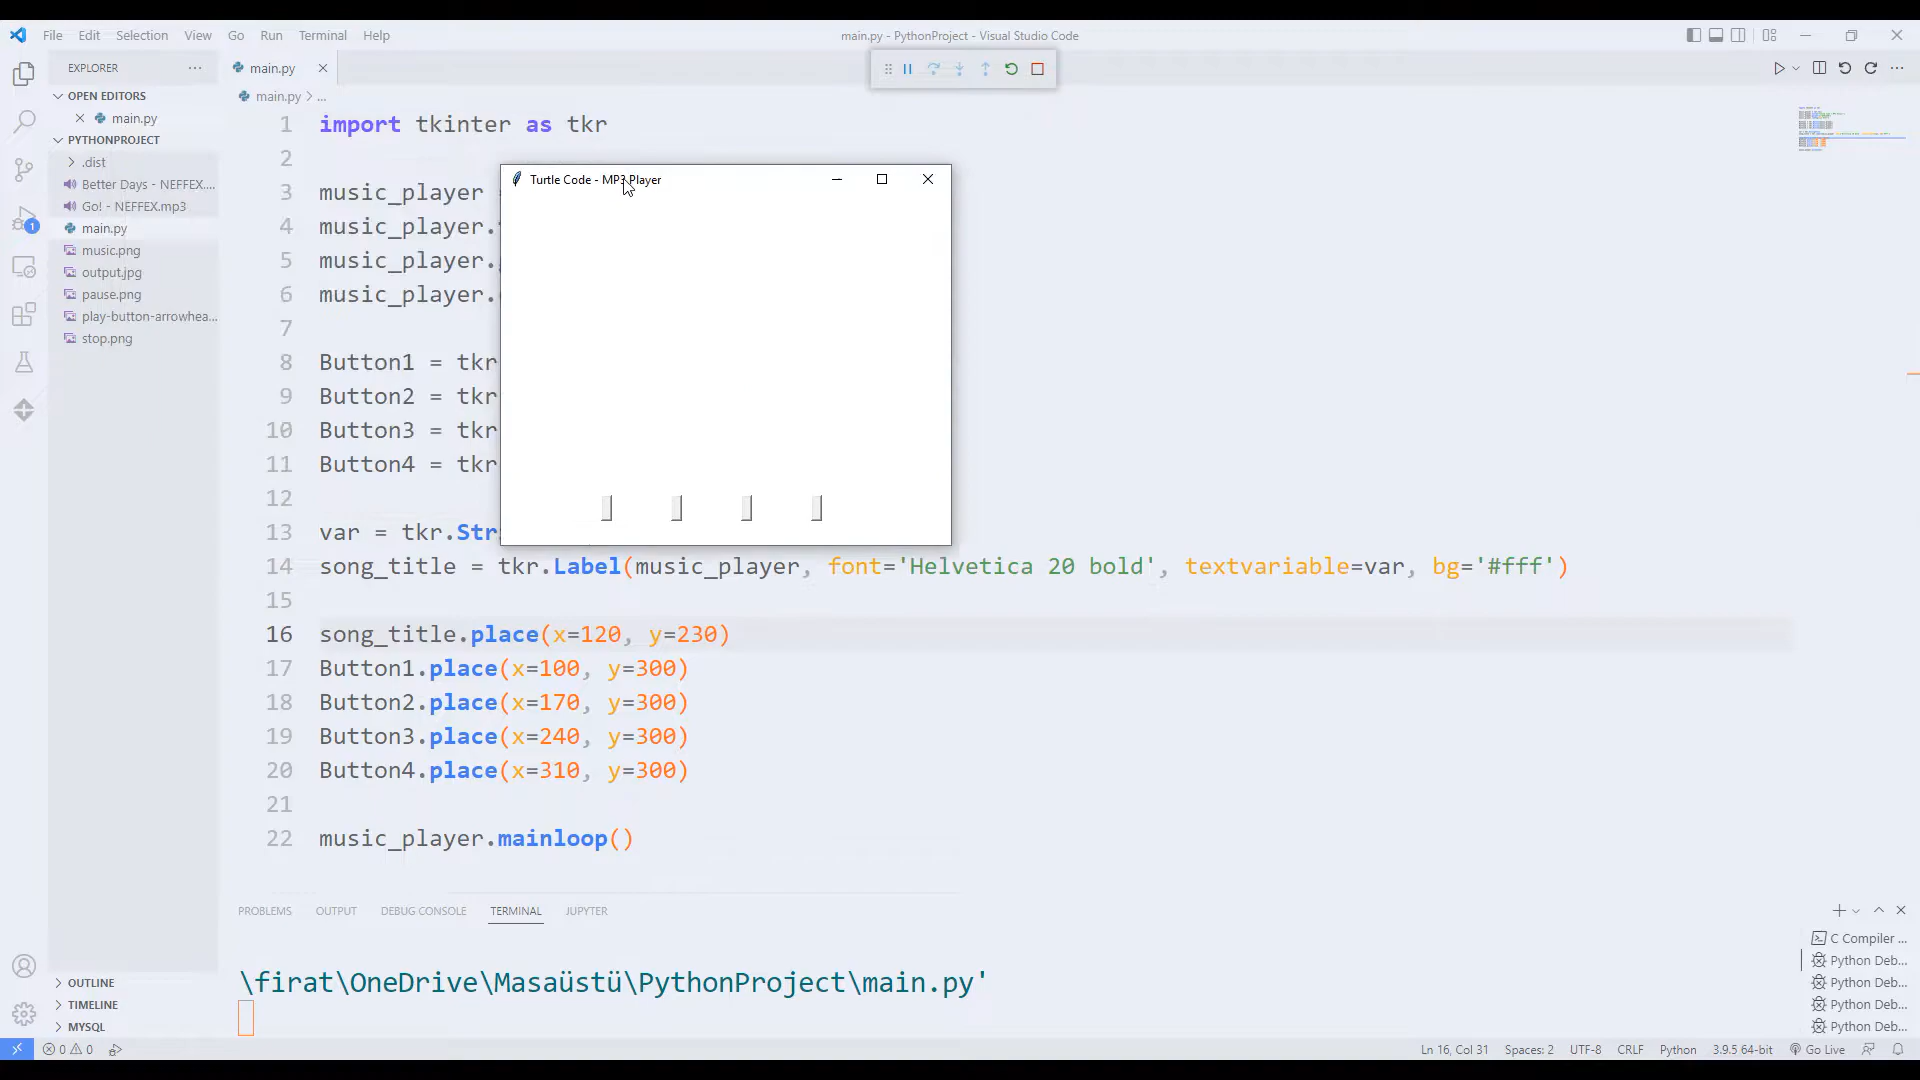 File Edit Selection View Go Run Terminal Help
main.py - PythonProject - Visual Studio Code
EXPLORER
main.py
OPEN EDITORS
main.py
PYTHONPROJECT
.dist
Better Days - NEFFEX....
Go! - NEFFEX.mp3
main.py
music.png
output.jpg
pause.png
play-button-arrowhea...
stop.png
1
OUTLINE
TIMELINE
MYSQL
main.py > ...
1 import tkinter as tkr
2
3 music_player
4 music_player.
5 music_player.
6 music_player.
7
8 Button1 = tkr
9 Button2 = tkr
10 Button3 = tkr
11 Button4 = tkr
12
13 var = tkr.Str
14 song_title = tkr.Label(music_player, font='Helvetica 20 bold', textvariable=var, bg='#fff')
15
16 song_title.place(x=120, y=230)
17 Button1.place(x=100, y=300)
18 Button2.place(x=170, y=300)
19 Button3.place(x=240, y=300)
20 Button4.place(x=310, y=300)
21
22 music_player.mainloop()
Turtle Code - MP3 Player
PROBLEMS OUTPUT DEBUG CONSOLE TERMINAL JUPYTER
\firat\OneDrive\Masaüstü\PythonProject\main.py'
C Compiler ...
Python Deb...
Python Deb...
Python Deb...
Python Deb...
0 0
Ln 16, Col 31 Spaces: 2 UTF-8 CRLF Python 3.9.5 64-bit Go Live